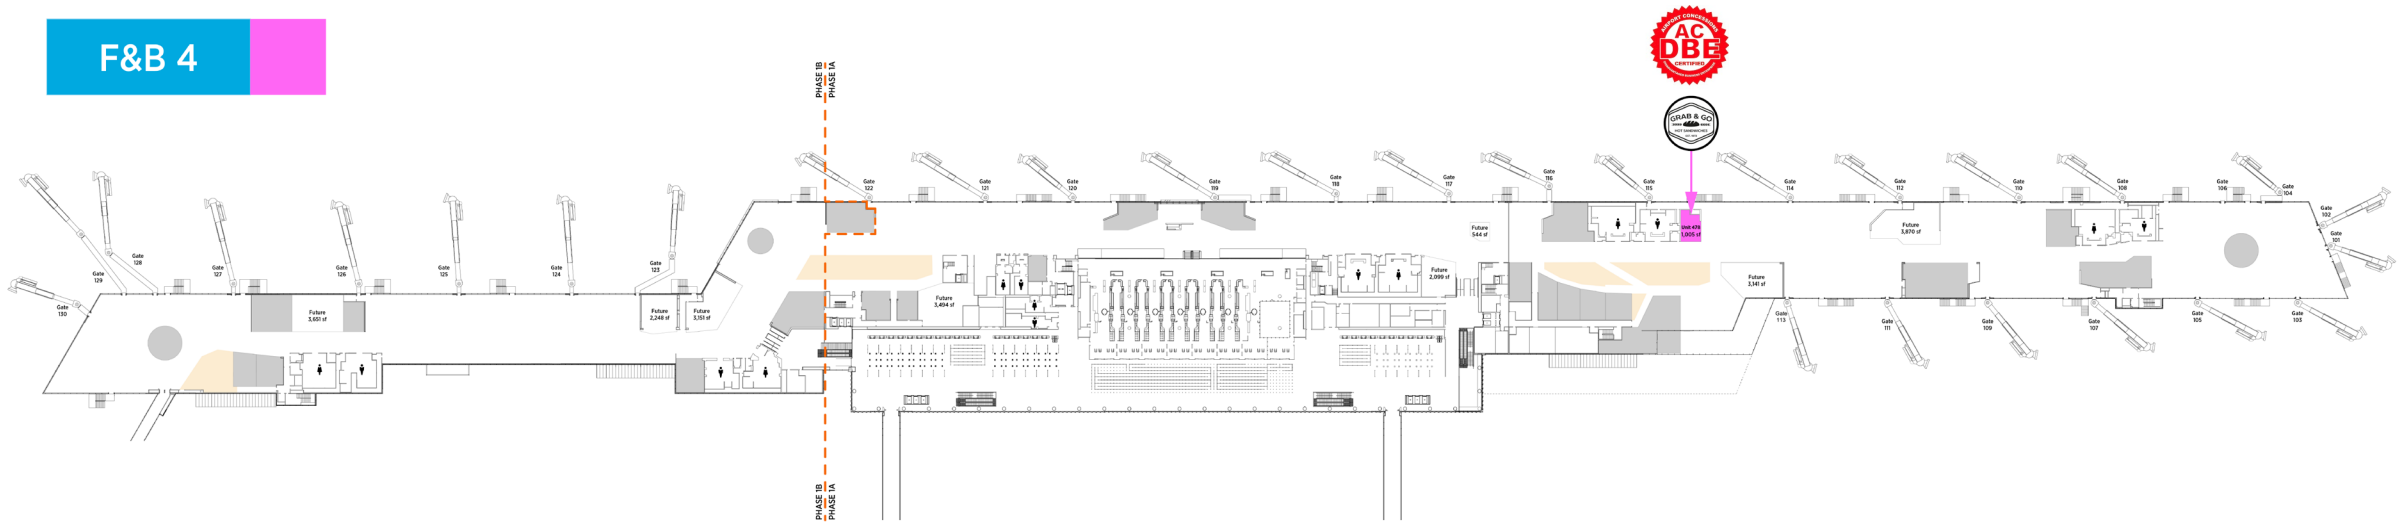 F&B 4
PHASE 1B
PHASE 1A
AIRPORT CONCESSIONS
AC
DBE
CERTIFIED
GRAB & GO
HOT SANDWICHES
Gate
122
Gate
121
Gate
120
Gate
119
Gate
118
Gate
117
Gate
116
Gate
115
Gate
114
Gate
112
Gate
110
Gate
108
Gate
106
Gate
104
Gate
102
Gate
101
Gate
129
Gate
128
Gate
127
Gate
126
Gate
125
Gate
124
Gate
123
Gate
130
Future
3,651 sf
Future
2,248 sf
Future
3,151 sf
Future
3,494 sf
Future
2,099 sf
Future
544 sf
Unit 478
1,005 sf
Future
3,870 sf
Future
3,141 sf
Gate
113
Gate
111
Gate
109
Gate
107
Gate
105
Gate
103
PHASE 1B
PHASE 1A